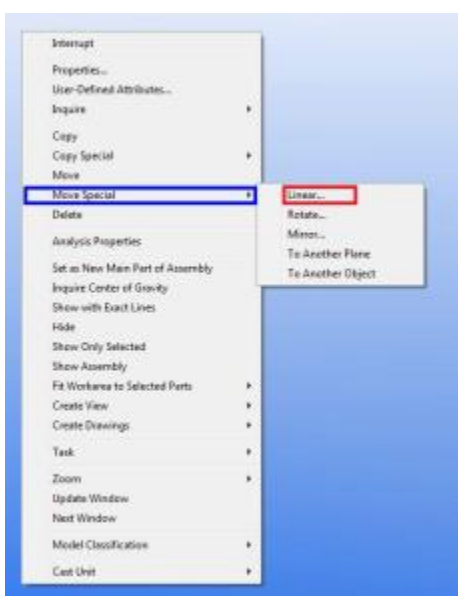 Interrupt
Properties...
User-Defined Attributes...
Inquire
Copy
Copy Special
Move
Move Special
Linear...
Delete
Rotate...
Mirror...
Analysis Properties
To Another Plane
Set as New Main Part of Assembly
To Another Object
Inquire Center of Gravity
Show with Exact Lines
Hide
Show Only Selected
Show Assembly
Fit Workarea to Selected Parts
Create View
Create Drawings
Task
Zoom
Update Window
Next Window
Model Classification
Cast Unit